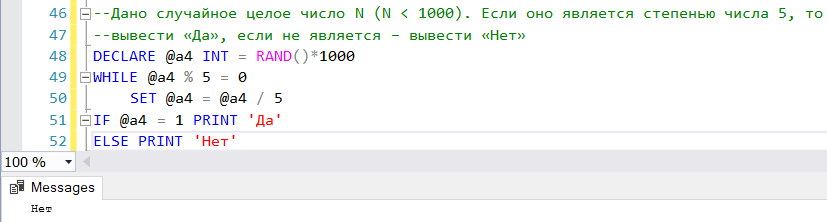 46 --Дано случайное целое число N (N < 1000). Если оно является степенью числа 5, то
47 --вывести «Да», если не является – вывести «Нет»
48 DECLARE @a4 INT = RAND()*1000
49 WHILE @a4 % 5 = 0
50 SET @a4 = @a4 / 5
51 IF @a4 = 1 PRINT 'Да'
52 ELSE PRINT 'Нет'
100 %
Messages
Нет